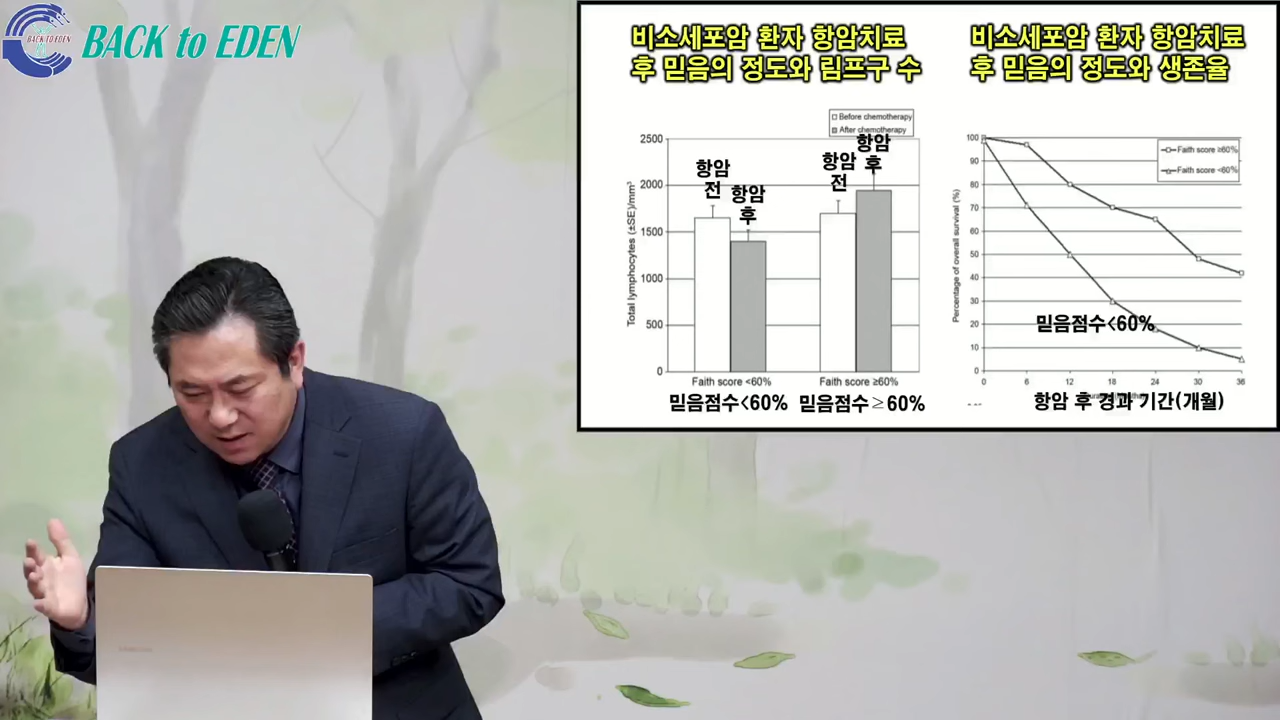 BACK TO EDEN
BACK to EDEN
비소세포암 환자 항암치료
후 믿음의 정도와 림프구 수
Before chemotherapy
After chemotherapy
2500
2000
1500
1000
500
0
Total lymphocytes (±SE)/mm³
항암
전
항암
후
항암
전
항암
후
Faith score <60%
Faith score ≥60%
믿음점수<60%
믿음점수≥60%
비소세포암 환자 항암치료
후 믿음의 정도와 생존율
Faith score ≥60%
Faith score <60%
100
90
80
70
60
50
40
30
20
10
0
Percentage of overall survival (%)
믿음점수<60%
0 6 12 18 24 30 36
항암 후 경과 기간(개월)